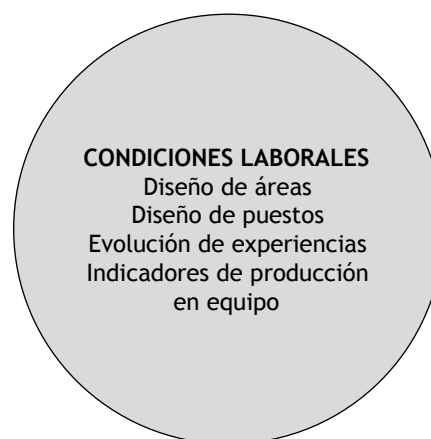 CONDICIONES LABORALES
Diseño de áreas
Diseño de puestos
Evolución de experiencias
Indicadores de producción
en equipo